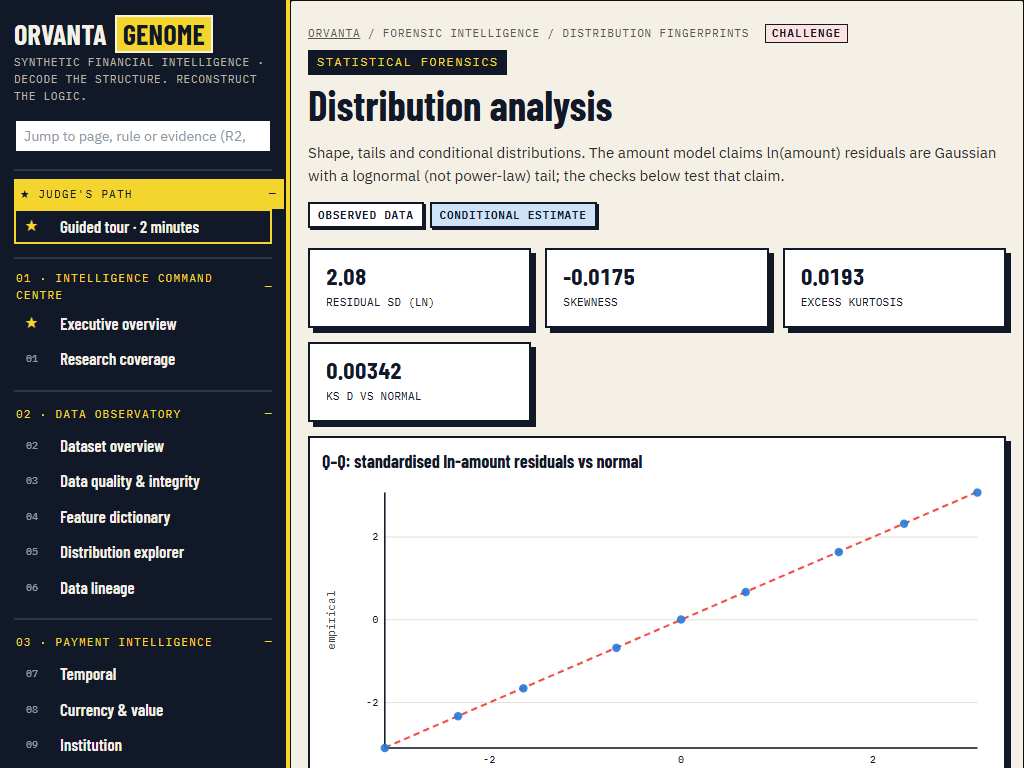 ORVANTA GENOME
SYNTHETIC FINANCIAL INTELLIGENCE ·
DECODE THE STRUCTURE. RECONSTRUCT
THE LOGIC.
Jump to page, rule or evidence (R2,
★ JUDGE'S PATH –
★ Guided tour · 2 minutes
01 · INTELLIGENCE COMMAND
CENTRE –
★ Executive overview
01 Research coverage
02 · DATA OBSERVATORY –
02 Dataset overview
03 Data quality & integrity
04 Feature dictionary
05 Distribution explorer
06 Data lineage
03 · PAYMENT INTELLIGENCE –
07 Temporal
08 Currency & value
09 Institution
ORVANTA / FORENSIC INTELLIGENCE / DISTRIBUTION FINGERPRINTS CHALLENGE
STATISTICAL FORENSICS
Distribution analysis
Shape, tails and conditional distributions. The amount model claims ln(amount) residuals are Gaussian
with a lognormal (not power-law) tail; the checks below test that claim.
OBSERVED DATA CONDITIONAL ESTIMATE
2.08
RESIDUAL SD (LN)
-0.0175
SKEWNESS
0.0193
EXCESS KURTOSIS
0.00342
KS D VS NORMAL
Q–Q: standardised ln-amount residuals vs normal
2
0
-2
empirical
-2 0 2